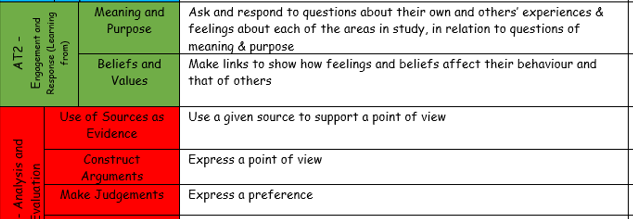 AT2 –
Engagement and
Response (Learning
from)
Meaning and
Purpose
Ask and respond to questions about their own and others' experiences &
feelings about each of the areas in study, in relation to questions of
meaning & purpose
Beliefs and
Values
Make links to show how feelings and beliefs affect their behaviour and
that of others
- Analysis and
Evaluation
Use of Sources as
Evidence
Use a given source to support a point of view
Construct
Arguments
Express a point of view
Make Judgements
Express a preference